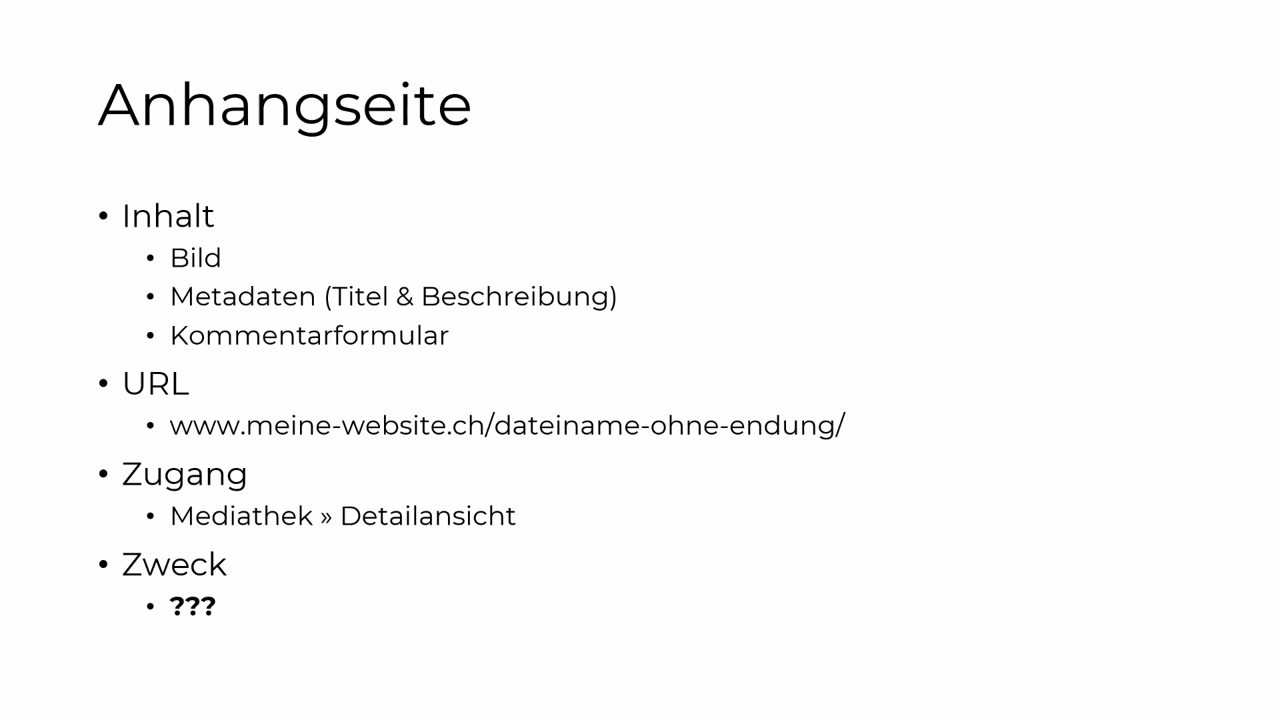 Anhangseite
• Inhalt
• Bild
• Metadaten (Titel & Beschreibung)
• Kommentarformular
• URL
• www.meine-website.ch/dateiname-ohne-endung/
• Zugang
• Mediathek » Detailansicht
• Zweck
• ???